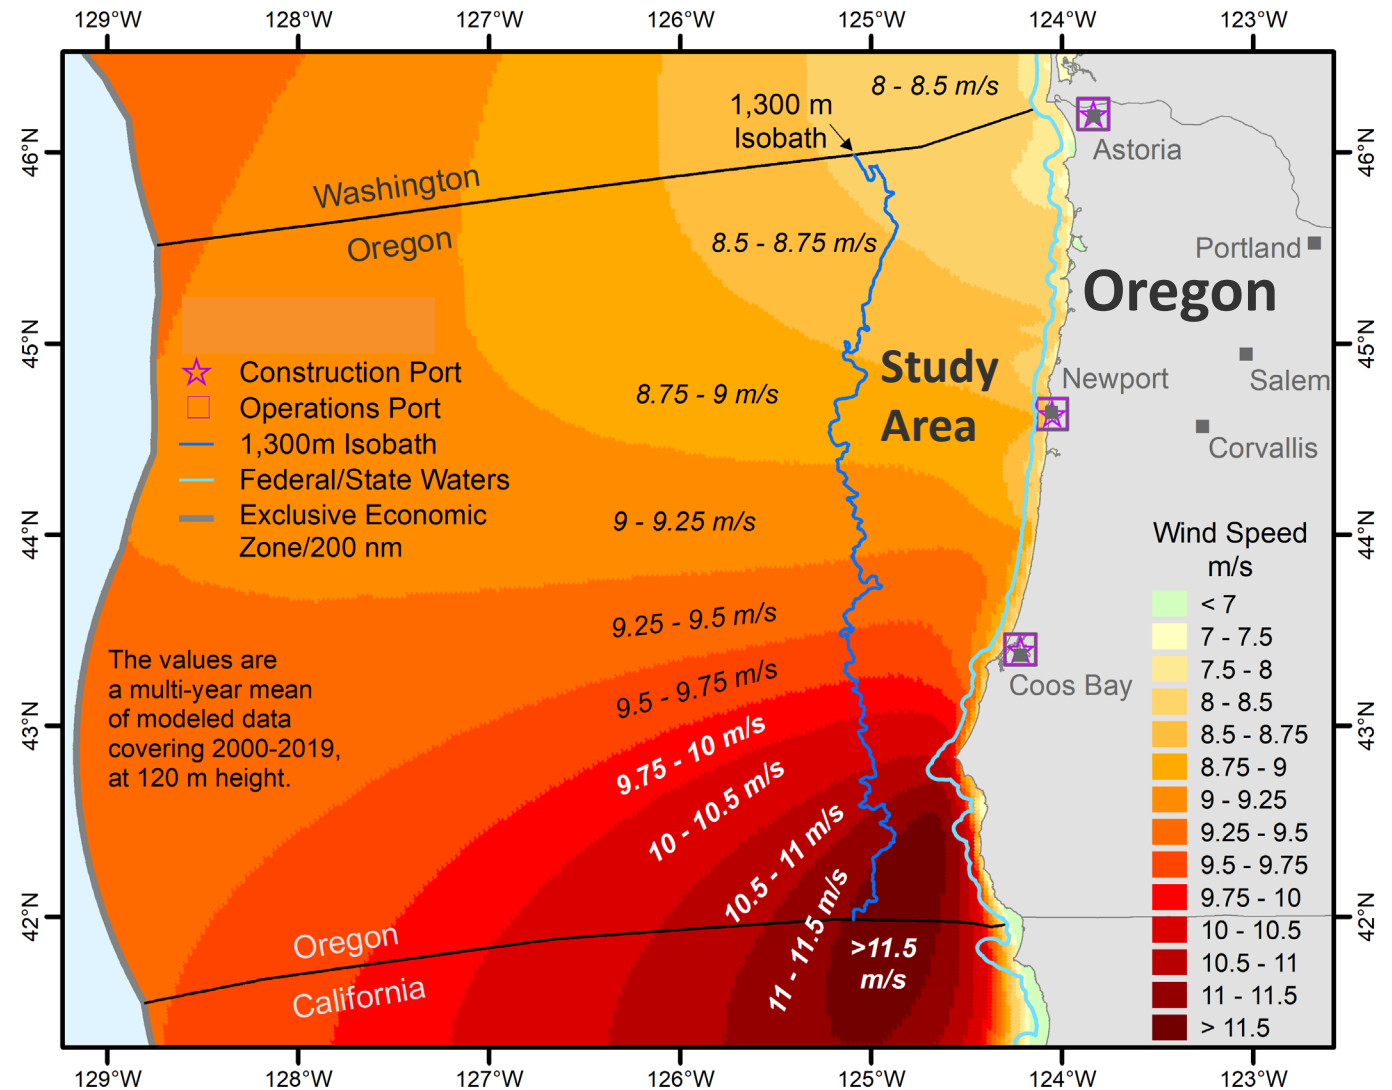 129°W 128°W 127°W 126°W 125°W 124°W 123°W
8 - 8.5 m/s
1,300 m
Isobath
46°N
46°N
Astoria
Washington
Oregon
8.5 - 8.75 m/s
Portland
Oregon
45°N
45°N
Study
Area
Newport
Salem
Construction Port
Operations Port
1,300m Isobath
Federal/State Waters
Exclusive Economic
Zone/200 nm
8.75 - 9 m/s
Corvallis
9 - 9.25 m/s
44°N
44°N
9.25 - 9.5 m/s
9.5 - 9.75 m/s
9.75 - 10 m/s
10 - 10.5 m/s
10.5 - 11 m/s
11 - 11.5 m/s
>11.5
m/s
The values are
a multi-year mean
of modeled data
covering 2000-2019,
at 120 m height.
Coos Bay
43°N
43°N
42°N
42°N
Oregon
California
Wind Speed
m/s
< 7
7 - 7.5
7.5 - 8
8 - 8.5
8.5 - 8.75
8.75 - 9
9 - 9.25
9.25 - 9.5
9.5 - 9.75
9.75 - 10
10 - 10.5
10.5 - 11
11 - 11.5
> 11.5
129°W 128°W 127°W 126°W 125°W 124°W 123°W